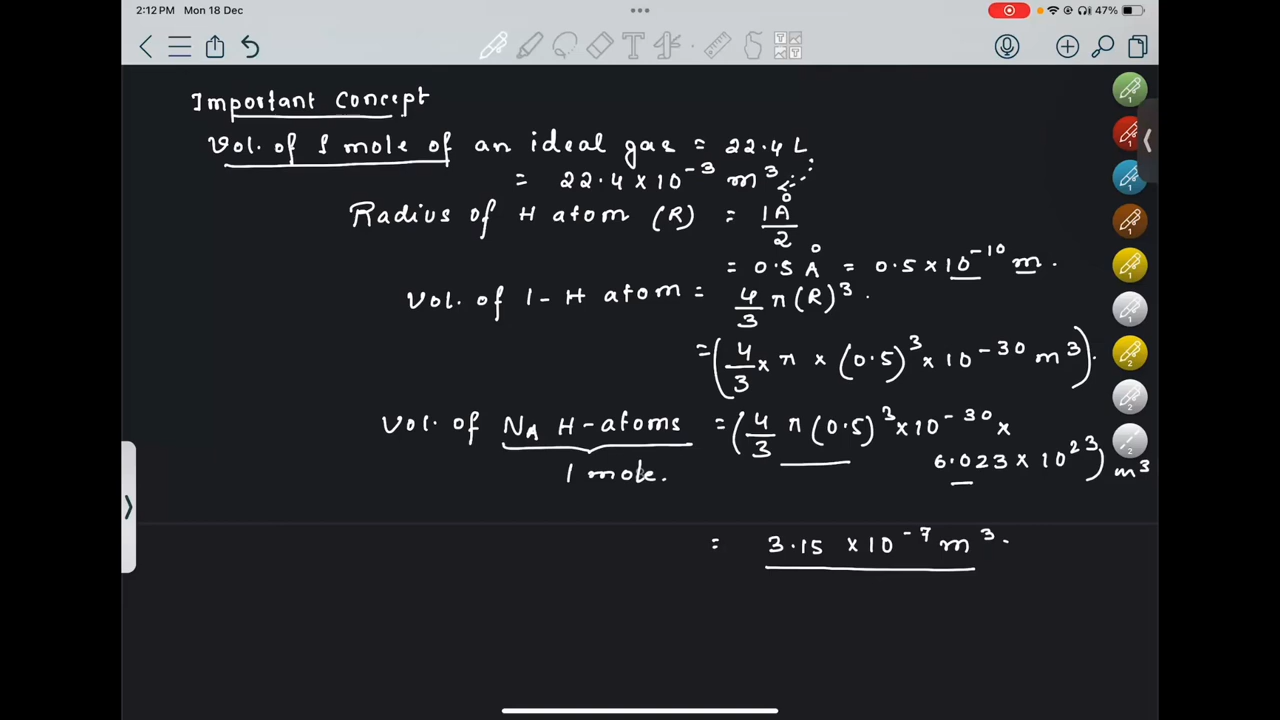 2:12 PM Mon 18 Dec
47%
Important Concept
Vol. of 1 mole of an ideal gas = 22.4 L
= 22.4 × 10⁻³ m³
Radius of H atom (R) = 1Å/2
= 0.5 Å = 0.5 × 10⁻¹⁰ m.
Vol. of 1-H atom = 4/3 π (R)³.
= (4/3 × π × (0.5)³ × 10⁻³⁰ m³).
Vol. of NA H-atoms = (4/3 π (0.5)³ × 10⁻³⁰ ×
6.023 × 10²³) m³
1 mole.
= 3.15 × 10⁻⁷ m³.